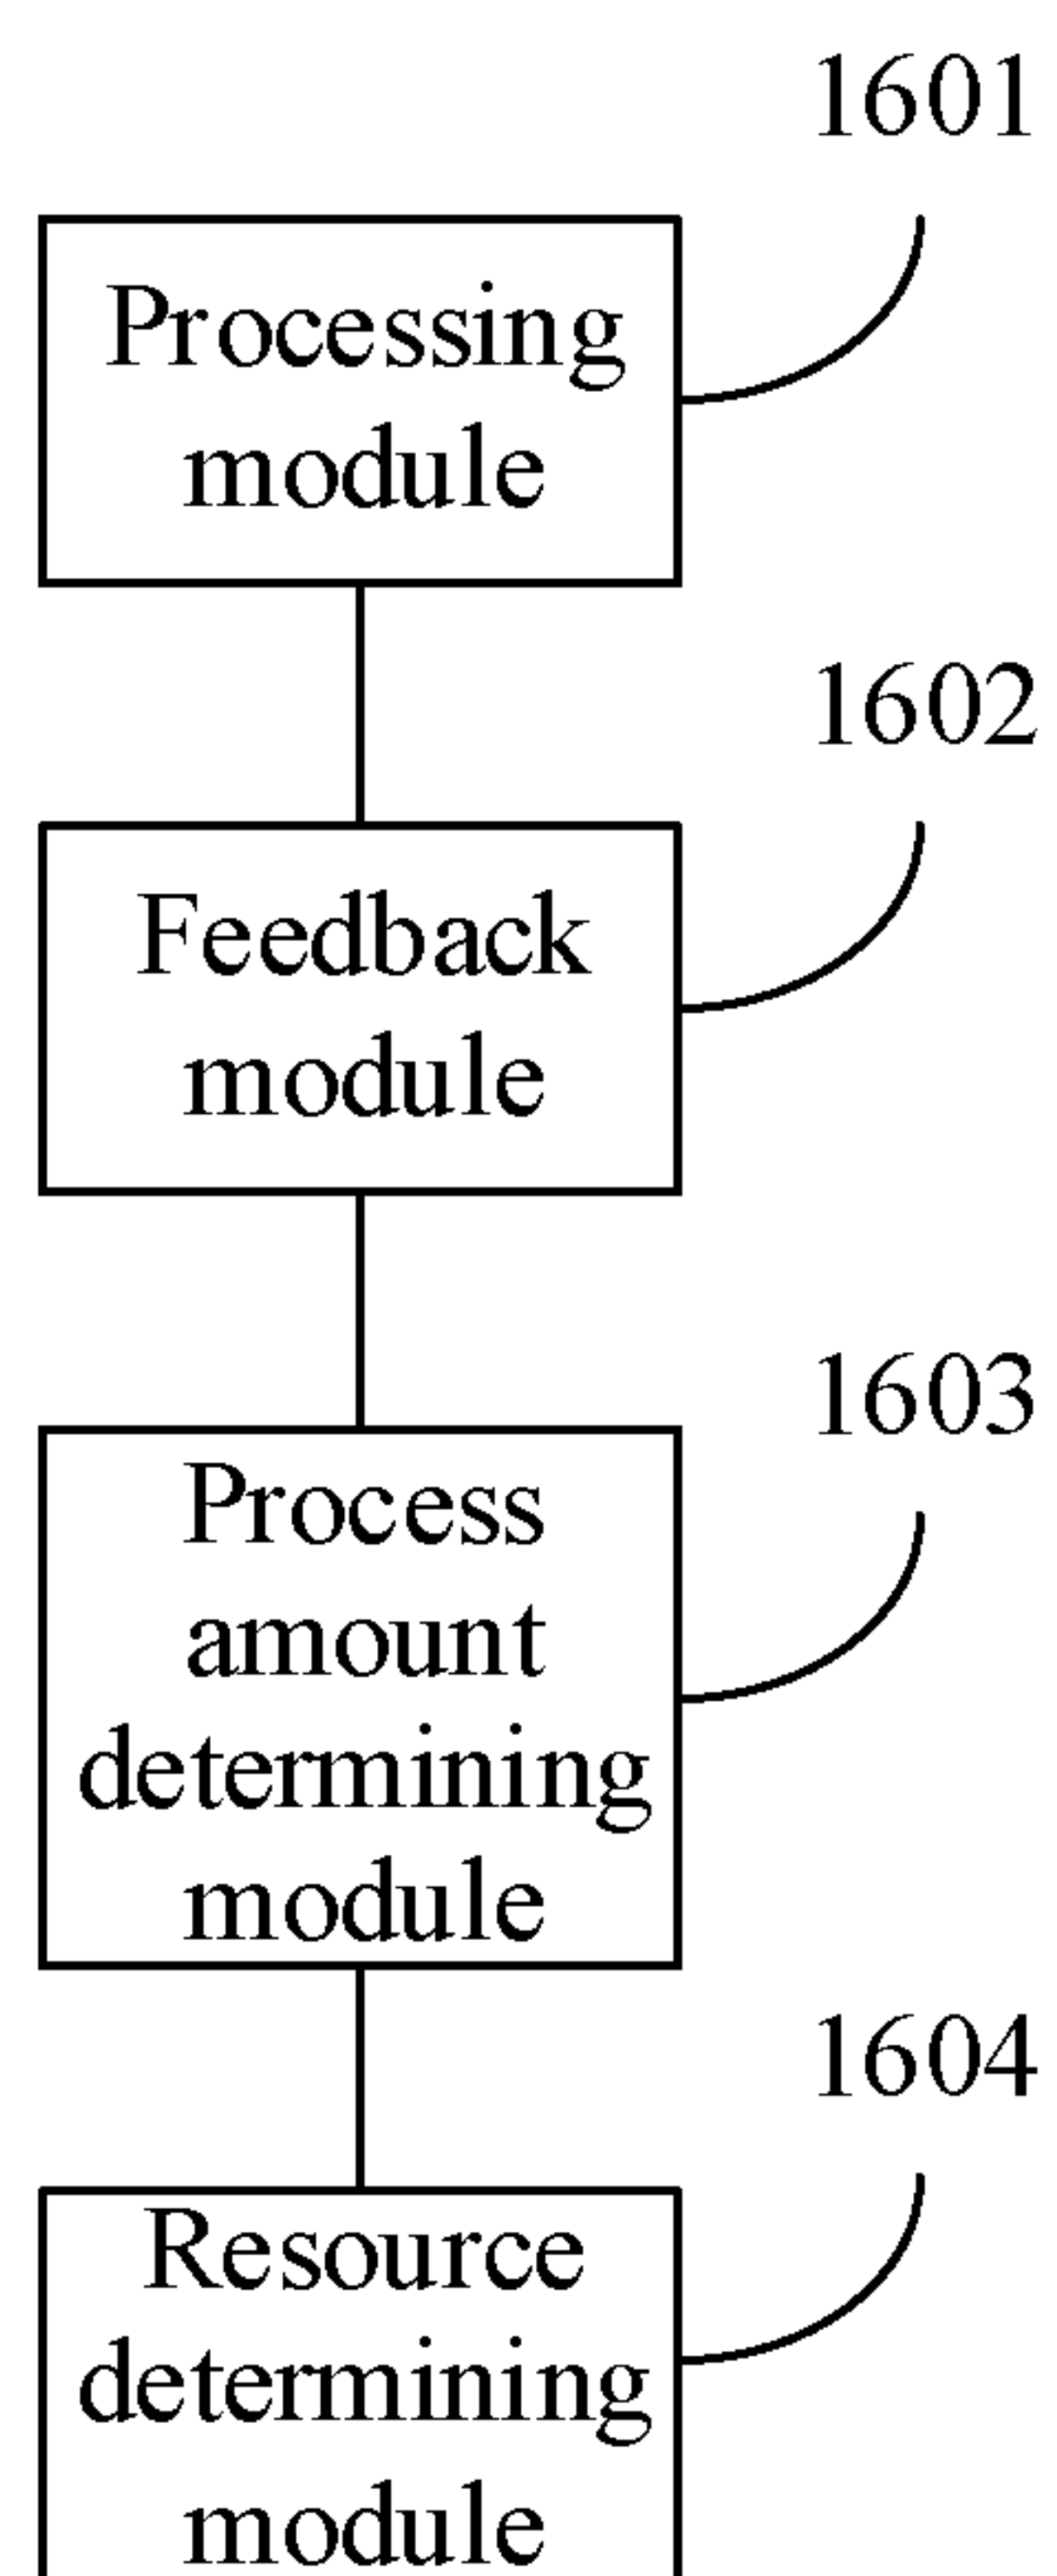 1601
Processing
module
1602
Feedback
module
1603
Process
amount
determining
module
1604
Resource
determining
module